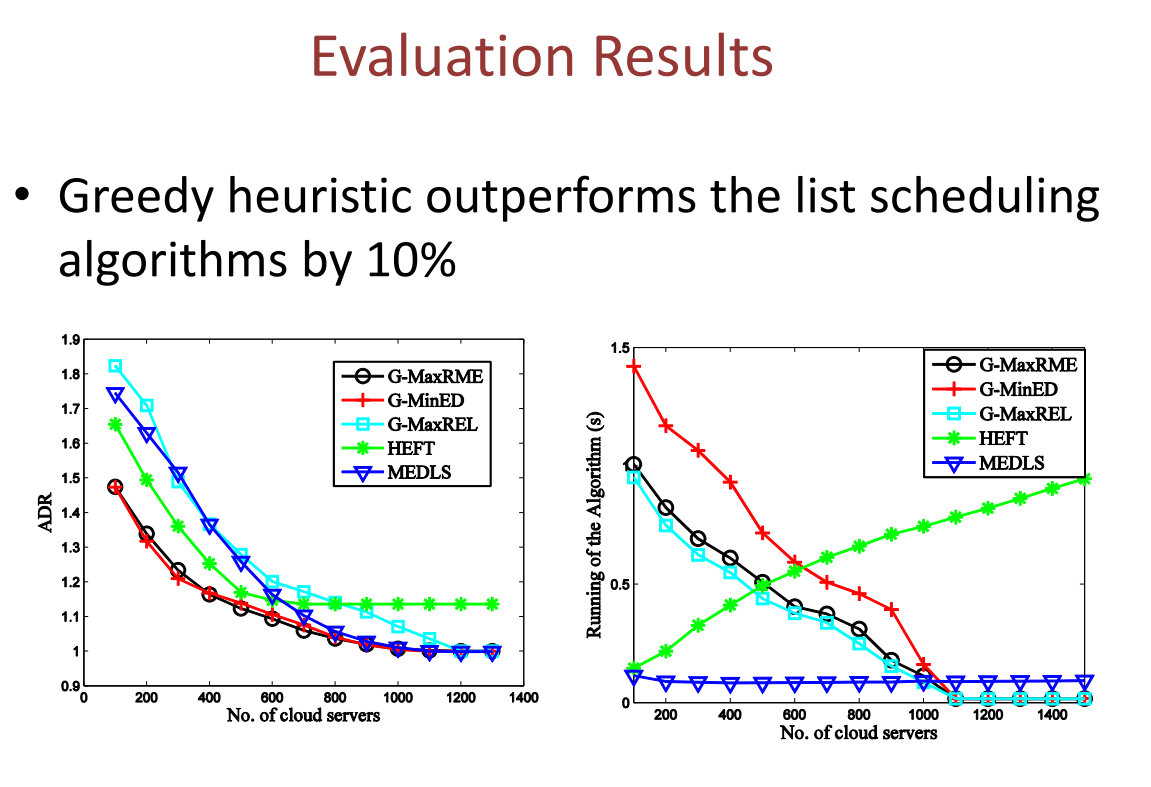 Evaluation Results
• Greedy heuristic outperforms the list scheduling
algorithms by 10%
1.9
1.8
1.7
1.6
1.5
1.4
1.3
1.2
1.1
1
0.9
ADR
0 200 400 600 800 1000 1200 1400
No. of cloud servers
G-MaxRME
G-MinED
G-MaxREL
HEFT
MEDLS
1.5
1
0.5
0
Running of the Algorithm (s)
200 400 600 800 1000 1200 1400
No. of cloud servers
G-MaxRME
G-MinED
G-MaxREL
HEFT
MEDLS